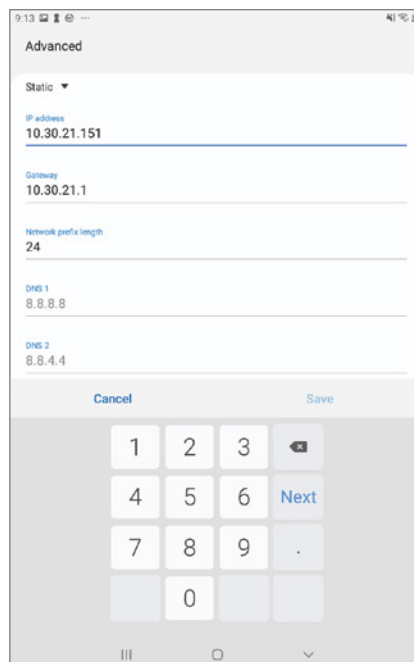 9:13
Advanced
Static
IP address
10.30.21.151
Gateway
10.30.21.1
Network prefix length
24
DNS 1
8.8.8.8
DNS 2
8.8.4.4
Cancel Save
1 2 3
4 5 6 Next
7 8 9 .
0